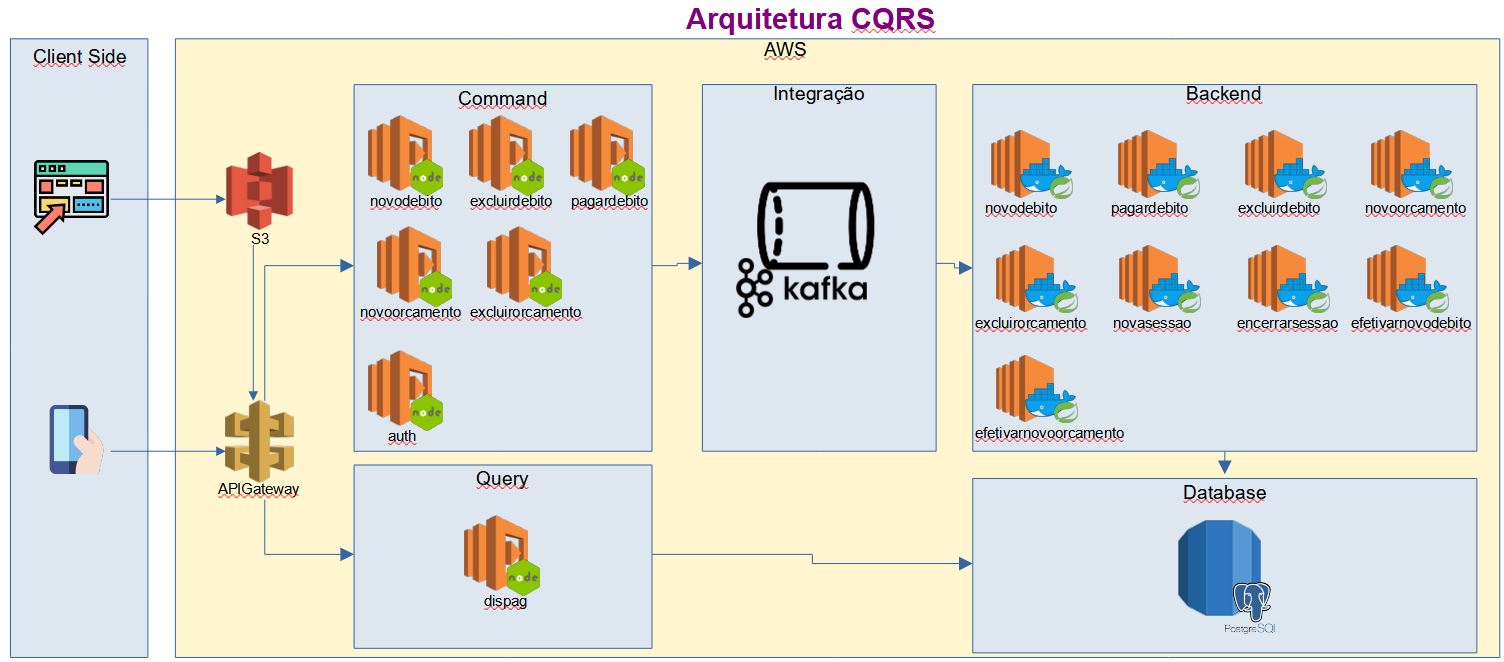 Arquitetura CQRS
Client Side
AWS
Command
node
node
node
novodebito
excluirdebito
pagardebito
node
node
novoorcamento
excluirorcamento
node
auth
Integração
kafka
Backend
novodebito
pagardebito
excluirdebito
novoorcamento
excluirorcamento
novasessao
encerrarsessao
efetivarnovodebito
efetivarnovoorcamento
S3
APIGateway
Query
node
dispag
Database
PostgreSQL